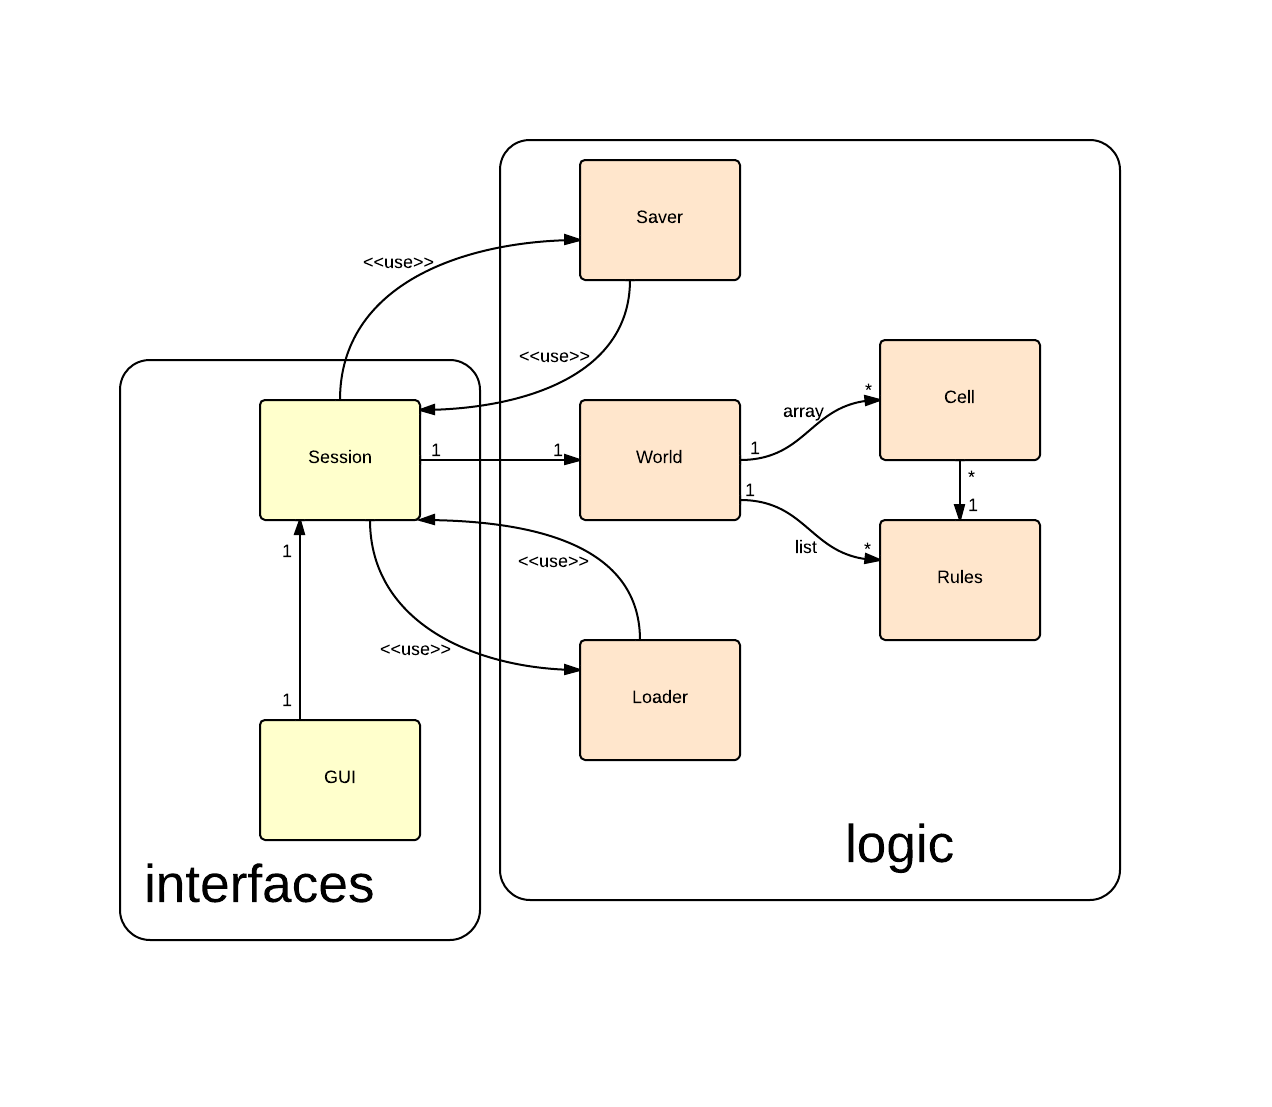 Saver
<<use>>
<<use>>
Session
1
1
World
1
array
*
Cell
1
list
*
*
1
Rules
<<use>>
<<use>>
1
1
Loader
GUI
logic
interfaces